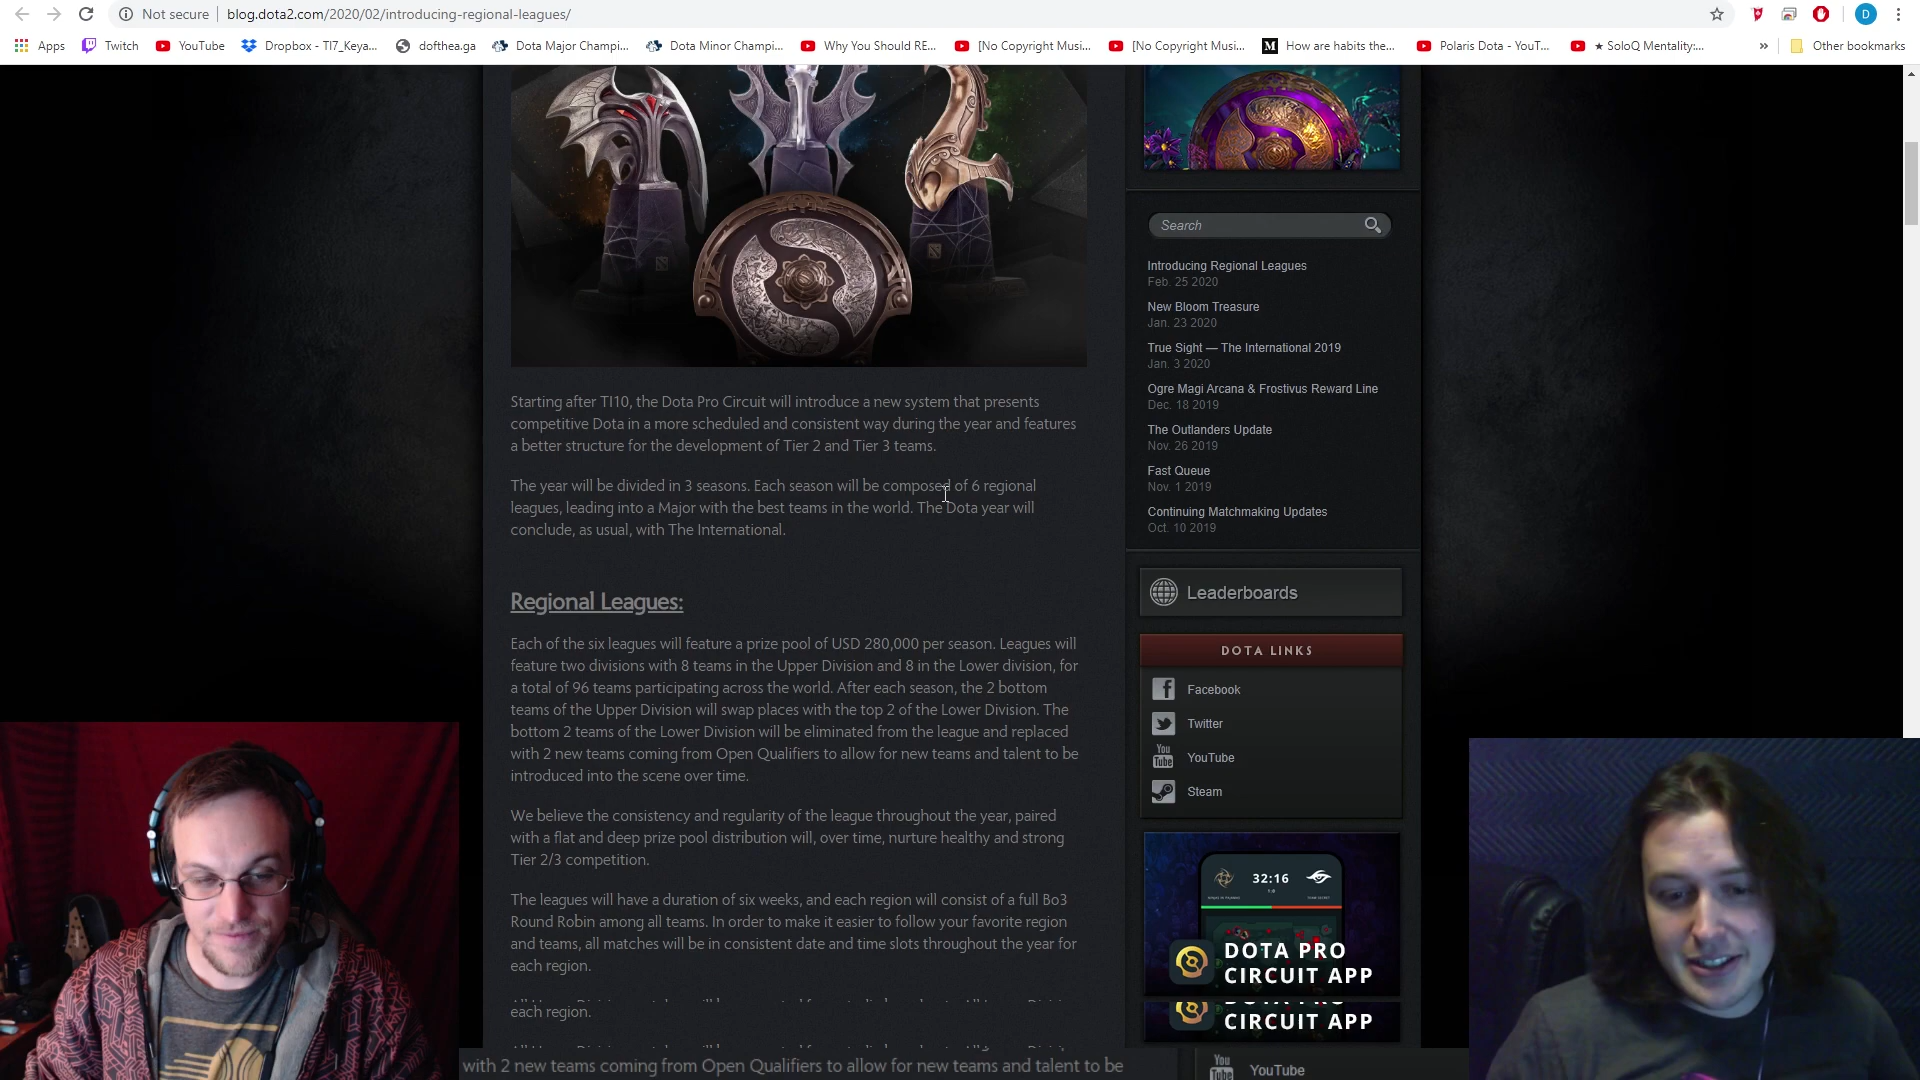 Not secure
blog.dota2.com/2020/02/introducing-regional-leagues/
D
Apps
Twitch
YouTube
Dropbox - TI7_Keya...
dofthea.ga
Dota Major Champi...
Dota Minor Champi...
Why You Should RE...
[No Copyright Musi...
[No Copyright Musi...
M
How are habits the...
Polaris Dota - YouT...
★ SoloQ Mentality:...
»
Other bookmarks
Starting after TI10, the Dota Pro Circuit will introduce a new system that presents
competitive Dota in a more scheduled and consistent way during the year and features
a better structure for the development of Tier 2 and Tier 3 teams.
The year will be divided in 3 seasons. Each season will be composed of 6 regional
leagues, leading into a Major with the best teams in the world. The Dota year will
conclude, as usual, with The International.
Regional Leagues:
Each of the six leagues will feature a prize pool of USD 280,000 per season. Leagues will
feature two divisions with 8 teams in the Upper Division and 8 in the Lower division, for
a total of 96 teams participating across the world. After each season, the 2 bottom
teams of the Upper Division will swap places with the top 2 of the Lower Division. The
bottom 2 teams of the Lower Division will be eliminated from the league and replaced
with 2 new teams coming from Open Qualifiers to allow for new teams and talent to be
introduced into the scene over time.
We believe the consistency and regularity of the league throughout the year, paired
with a flat and deep prize pool distribution will, over time, nurture healthy and strong
Tier 2/3 competition.
The leagues will have a duration of six weeks, and each region will consist of a full Bo3
Round Robin among all teams. In order to make it easier to follow your favorite region
and teams, all matches will be in consistent date and time slots throughout the year for
each region.
each region.
with 2 new teams coming from Open Qualifiers to allow for new teams and talent to be
Search
Introducing Regional Leagues
Feb. 25 2020
New Bloom Treasure
Jan. 23 2020
True Sight — The International 2019
Jan. 3 2020
Ogre Magi Arcana & Frostivus Reward Line
Dec. 18 2019
The Outlanders Update
Nov. 26 2019
Fast Queue
Nov. 1 2019
Continuing Matchmaking Updates
Oct. 10 2019
Leaderboards
DOTA LINKS
Facebook
Twitter
You Tube
YouTube
Steam
32:16
DOTA PRO
CIRCUIT APP
DOTA PRO
CIRCUIT APP
You Tube
YouTube